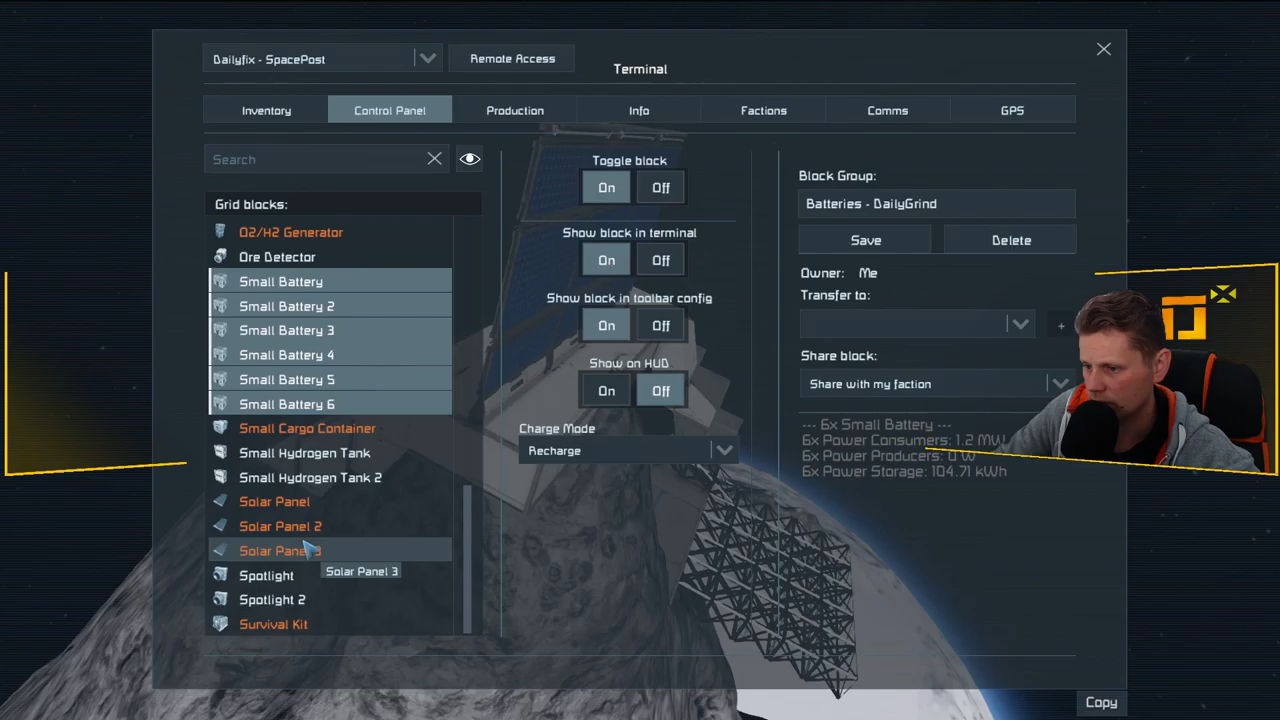 Dailyfix - SpacePost
Remote Access
Terminal
Inventory
Control Panel
Production
Info
Factions
Comms
GPS
Search
Grid blocks:
O2/H2 Generator
Ore Detector
Small Battery
Small Battery 2
Small Battery 3
Small Battery 4
Small Battery 5
Small Battery 6
Small Cargo Container
Small Hydrogen Tank
Small Hydrogen Tank 2
Solar Panel
Solar Panel 2
Solar Panel 3
Solar Panel 3
Spotlight
Spotlight 2
Survival Kit
Toggle block
On Off
Show block in terminal
On Off
Show block in toolbar config
On Off
Show on HUD
On Off
Charge Mode
Recharge
Block Group:
Batteries - DailyGrind
Save Delete
Owner: Me
Transfer to:
+
Share block:
Share with my faction
--- 6x Small Battery ---
6x Power Consumers: 1.2 MW
6x Power Producers: 0 W
6x Power Storage: 104.71 kWh
Copy